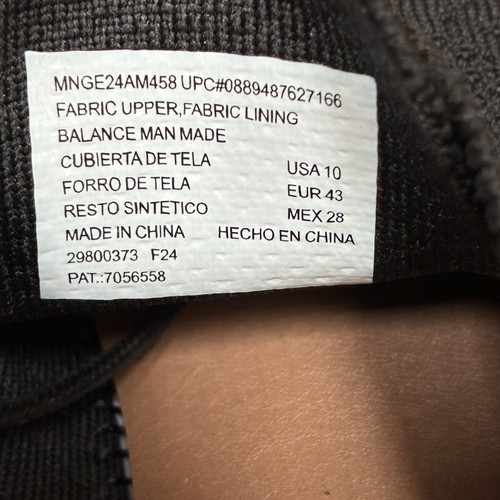 MNGE24AM458 UPC#0889487627166
FABRIC UPPER,FABRIC LINING
BALANCE MAN MADE
CUBIERTA DE TELA
USA 10
FORRO DE TELA
EUR 43
RESTO SINTETICO
MEX 28
MADE IN CHINA HECHO EN CHINA
29800373 F24
PAT.:7056558